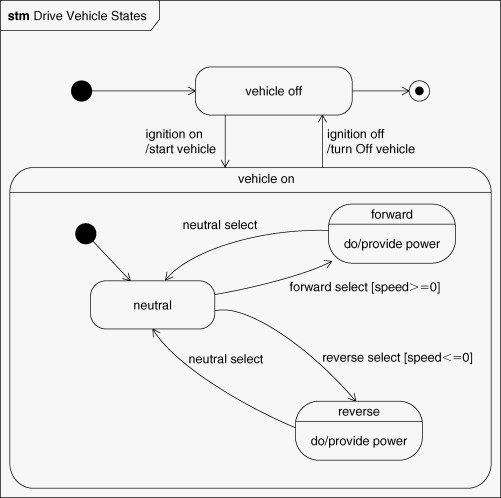 stm Drive Vehicle States
vehicle off
ignition on
/start vehicle
ignition off
/turn Off vehicle
vehicle on
forward
do/provide power
neutral select
forward select [speed>=0]
neutral
neutral select
reverse select [speed<=0]
reverse
do/provide power